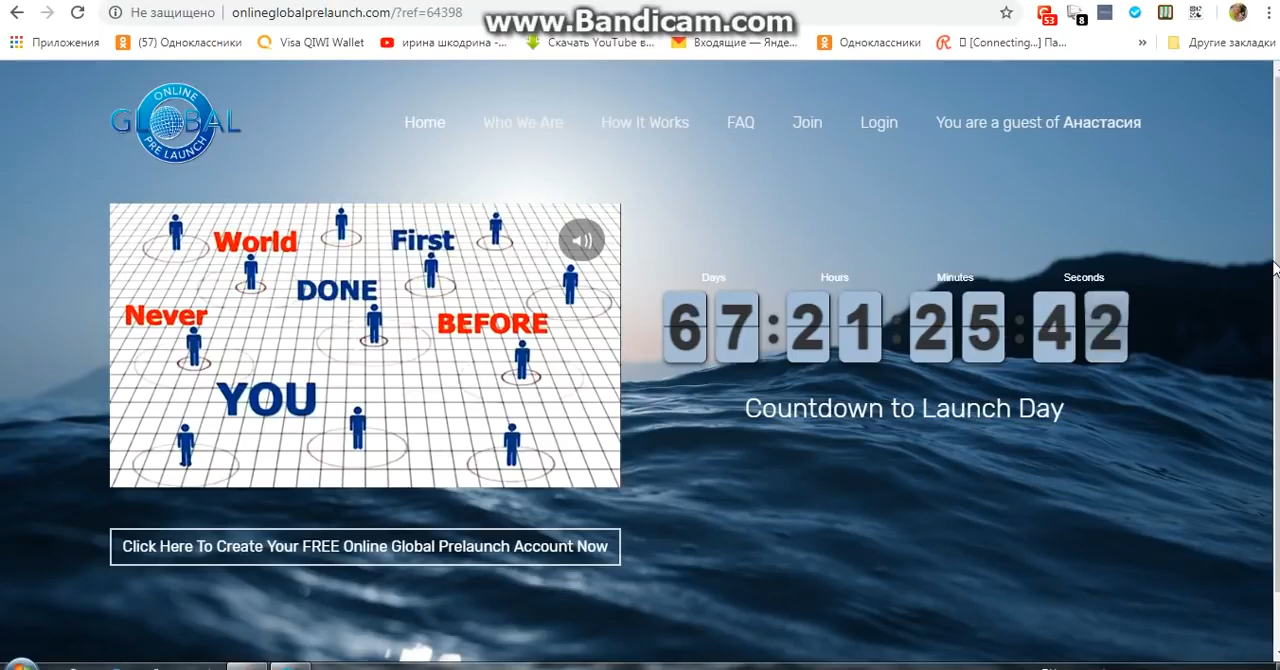 Не защищено
onlineglobalprelaunch.com/?ref=64398
www.Bandicam.com
53
8
Приложения
(57) Одноклассники
Visa QIWI Wallet
ирина шкодрина -...
Скачать YouTube в...
Входящие — Янде...
Одноклассники
[Connecting...] Па...
»
Другие закладки
ONLINE
GLOBAL
PRE LAUNCH
Home
Who We Are
How It Works
FAQ
Join
Login
You are a guest of Анастасия
World
First
DONE
Never
BEFORE
YOU
Days
Hours
Minutes
Seconds
67:21:25:42
Countdown to Launch Day
Click Here To Create Your FREE Online Global Prelaunch Account Now